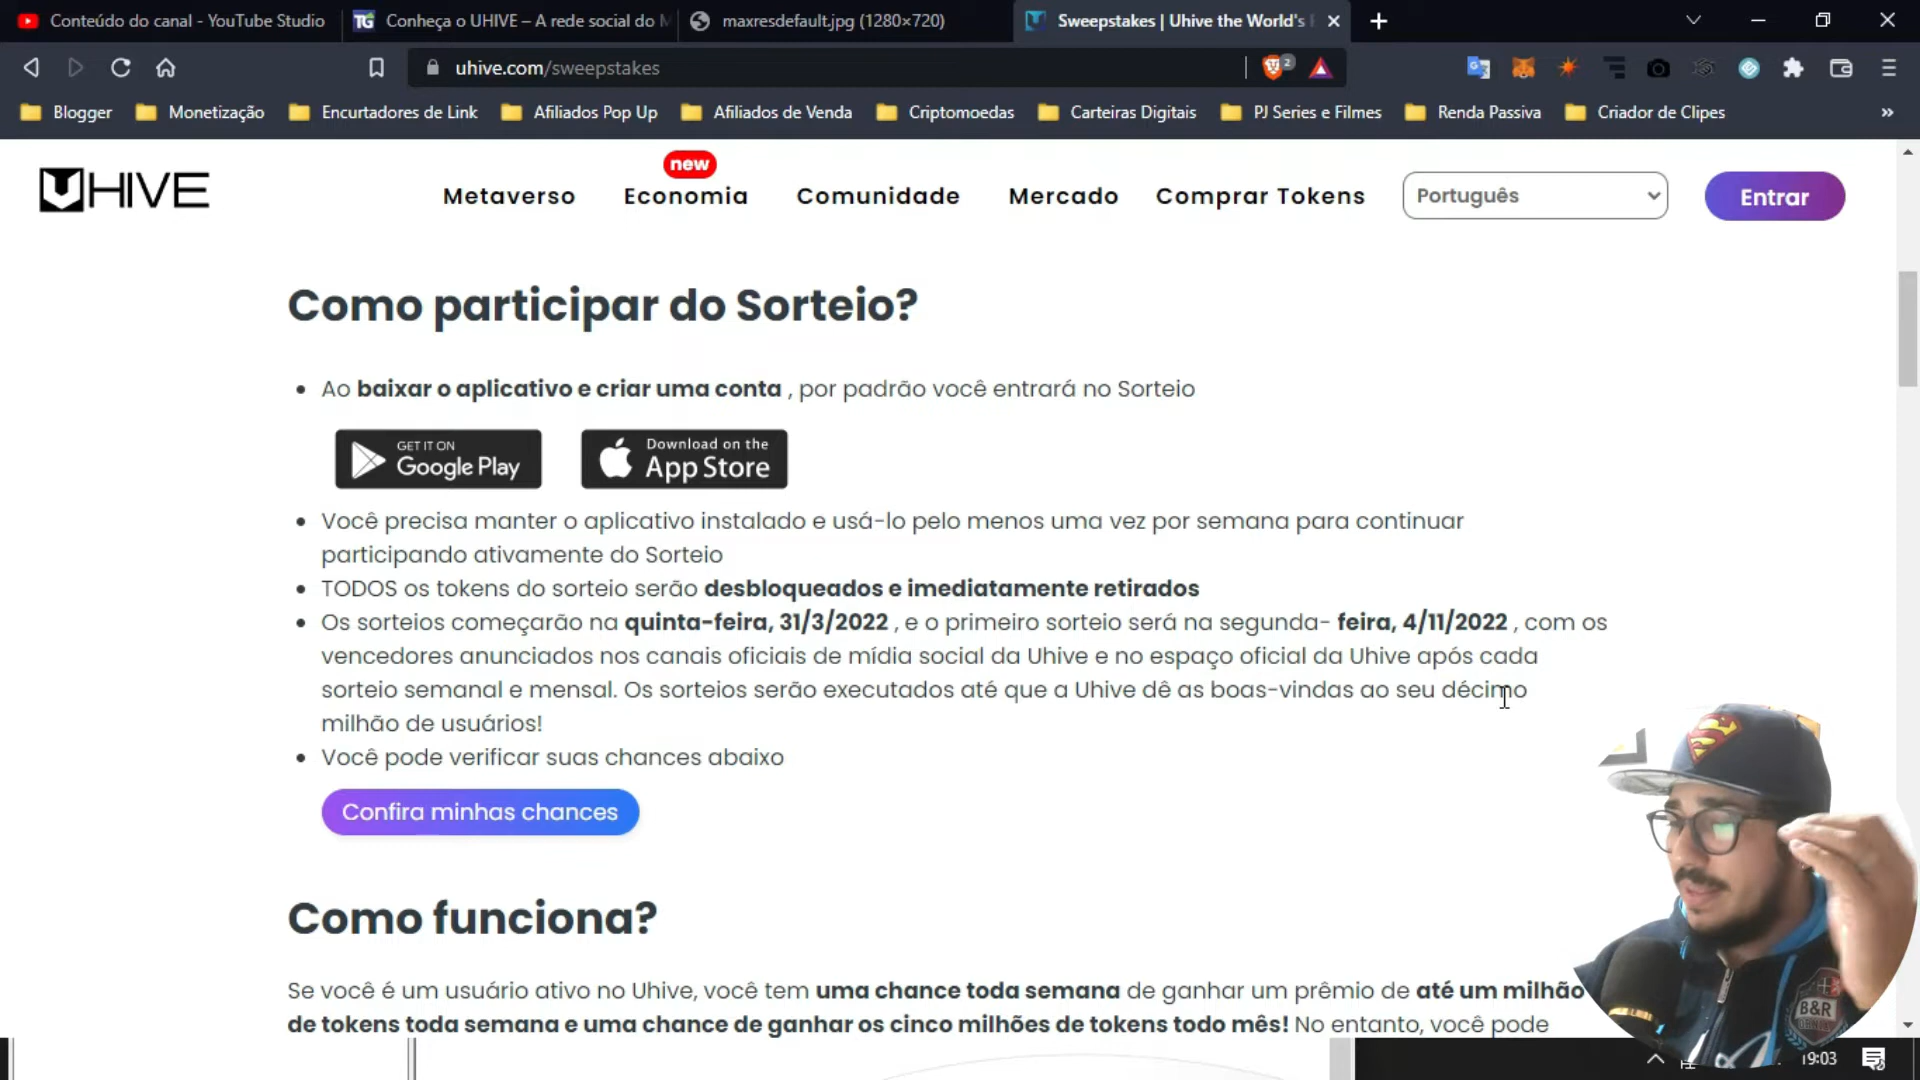 Conteúdo do canal - YouTube Studio
TG Conheça o UHIVE – A rede social do M
maxresdefault.jpg (1280×720)
Sweepstakes | Uhive the World's
uhive.com/sweepstakes
2
Blogger
Monetização
Encurtadores de Link
Afiliados Pop Up
Afiliados de Venda
Criptomoedas
Carteiras Digitais
PJ Series e Filmes
Renda Passiva
Criador de Clipes
»
UHIVE
new
Metaverso
Economia
Comunidade
Mercado
Comprar Tokens
Português
Entrar
Como participar do Sorteio?
Ao baixar o aplicativo e criar uma conta , por padrão você entrará no Sorteio
GET IT ON
Google Play
Download on the
App Store
Você precisa manter o aplicativo instalado e usá-lo pelo menos uma vez por semana para continuar
participando ativamente do Sorteio
TODOS os tokens do sorteio serão desbloqueados e imediatamente retirados
Os sorteios começarão na quinta-feira, 31/3/2022 , e o primeiro sorteio será na segunda- feira, 4/11/2022 , com os
vencedores anunciados nos canais oficiais de mídia social da Uhive e no espaço oficial da Uhive após cada
sorteio semanal e mensal. Os sorteios serão executados até que a Uhive dê as boas-vindas ao seu décimo
milhão de usuários!
Você pode verificar suas chances abaixo
Confira minhas chances
Como funciona?
Se você é um usuário ativo no Uhive, você tem uma chance toda semana de ganhar um prêmio de até um milhão
de tokens toda semana e uma chance de ganhar os cinco milhões de tokens todo mês! No entanto, você pode
B&R
19:03